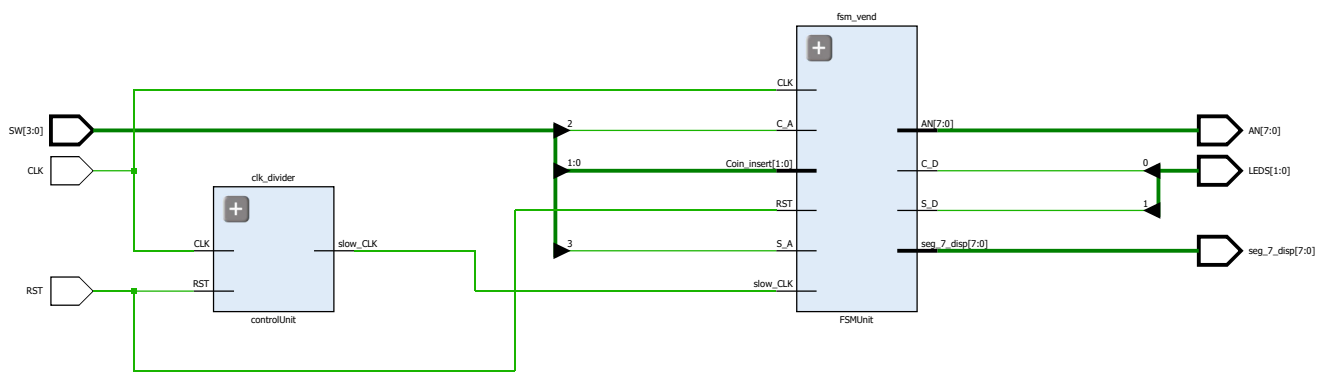 fsm_vend
CLK
SW[3:0]
2
C_A
AN[7:0]
AN[7:0]
CLK
clk_divider
1:0
Coin_insert[1:0]
C_D
0
LEDS[1:0]
RST
S_D
1
CLK
slow_CLK
3
S_A
seg_7_disp[7:0]
seg_7_disp[7:0]
RST
RST
slow_CLK
controlUnit
FSMUnit